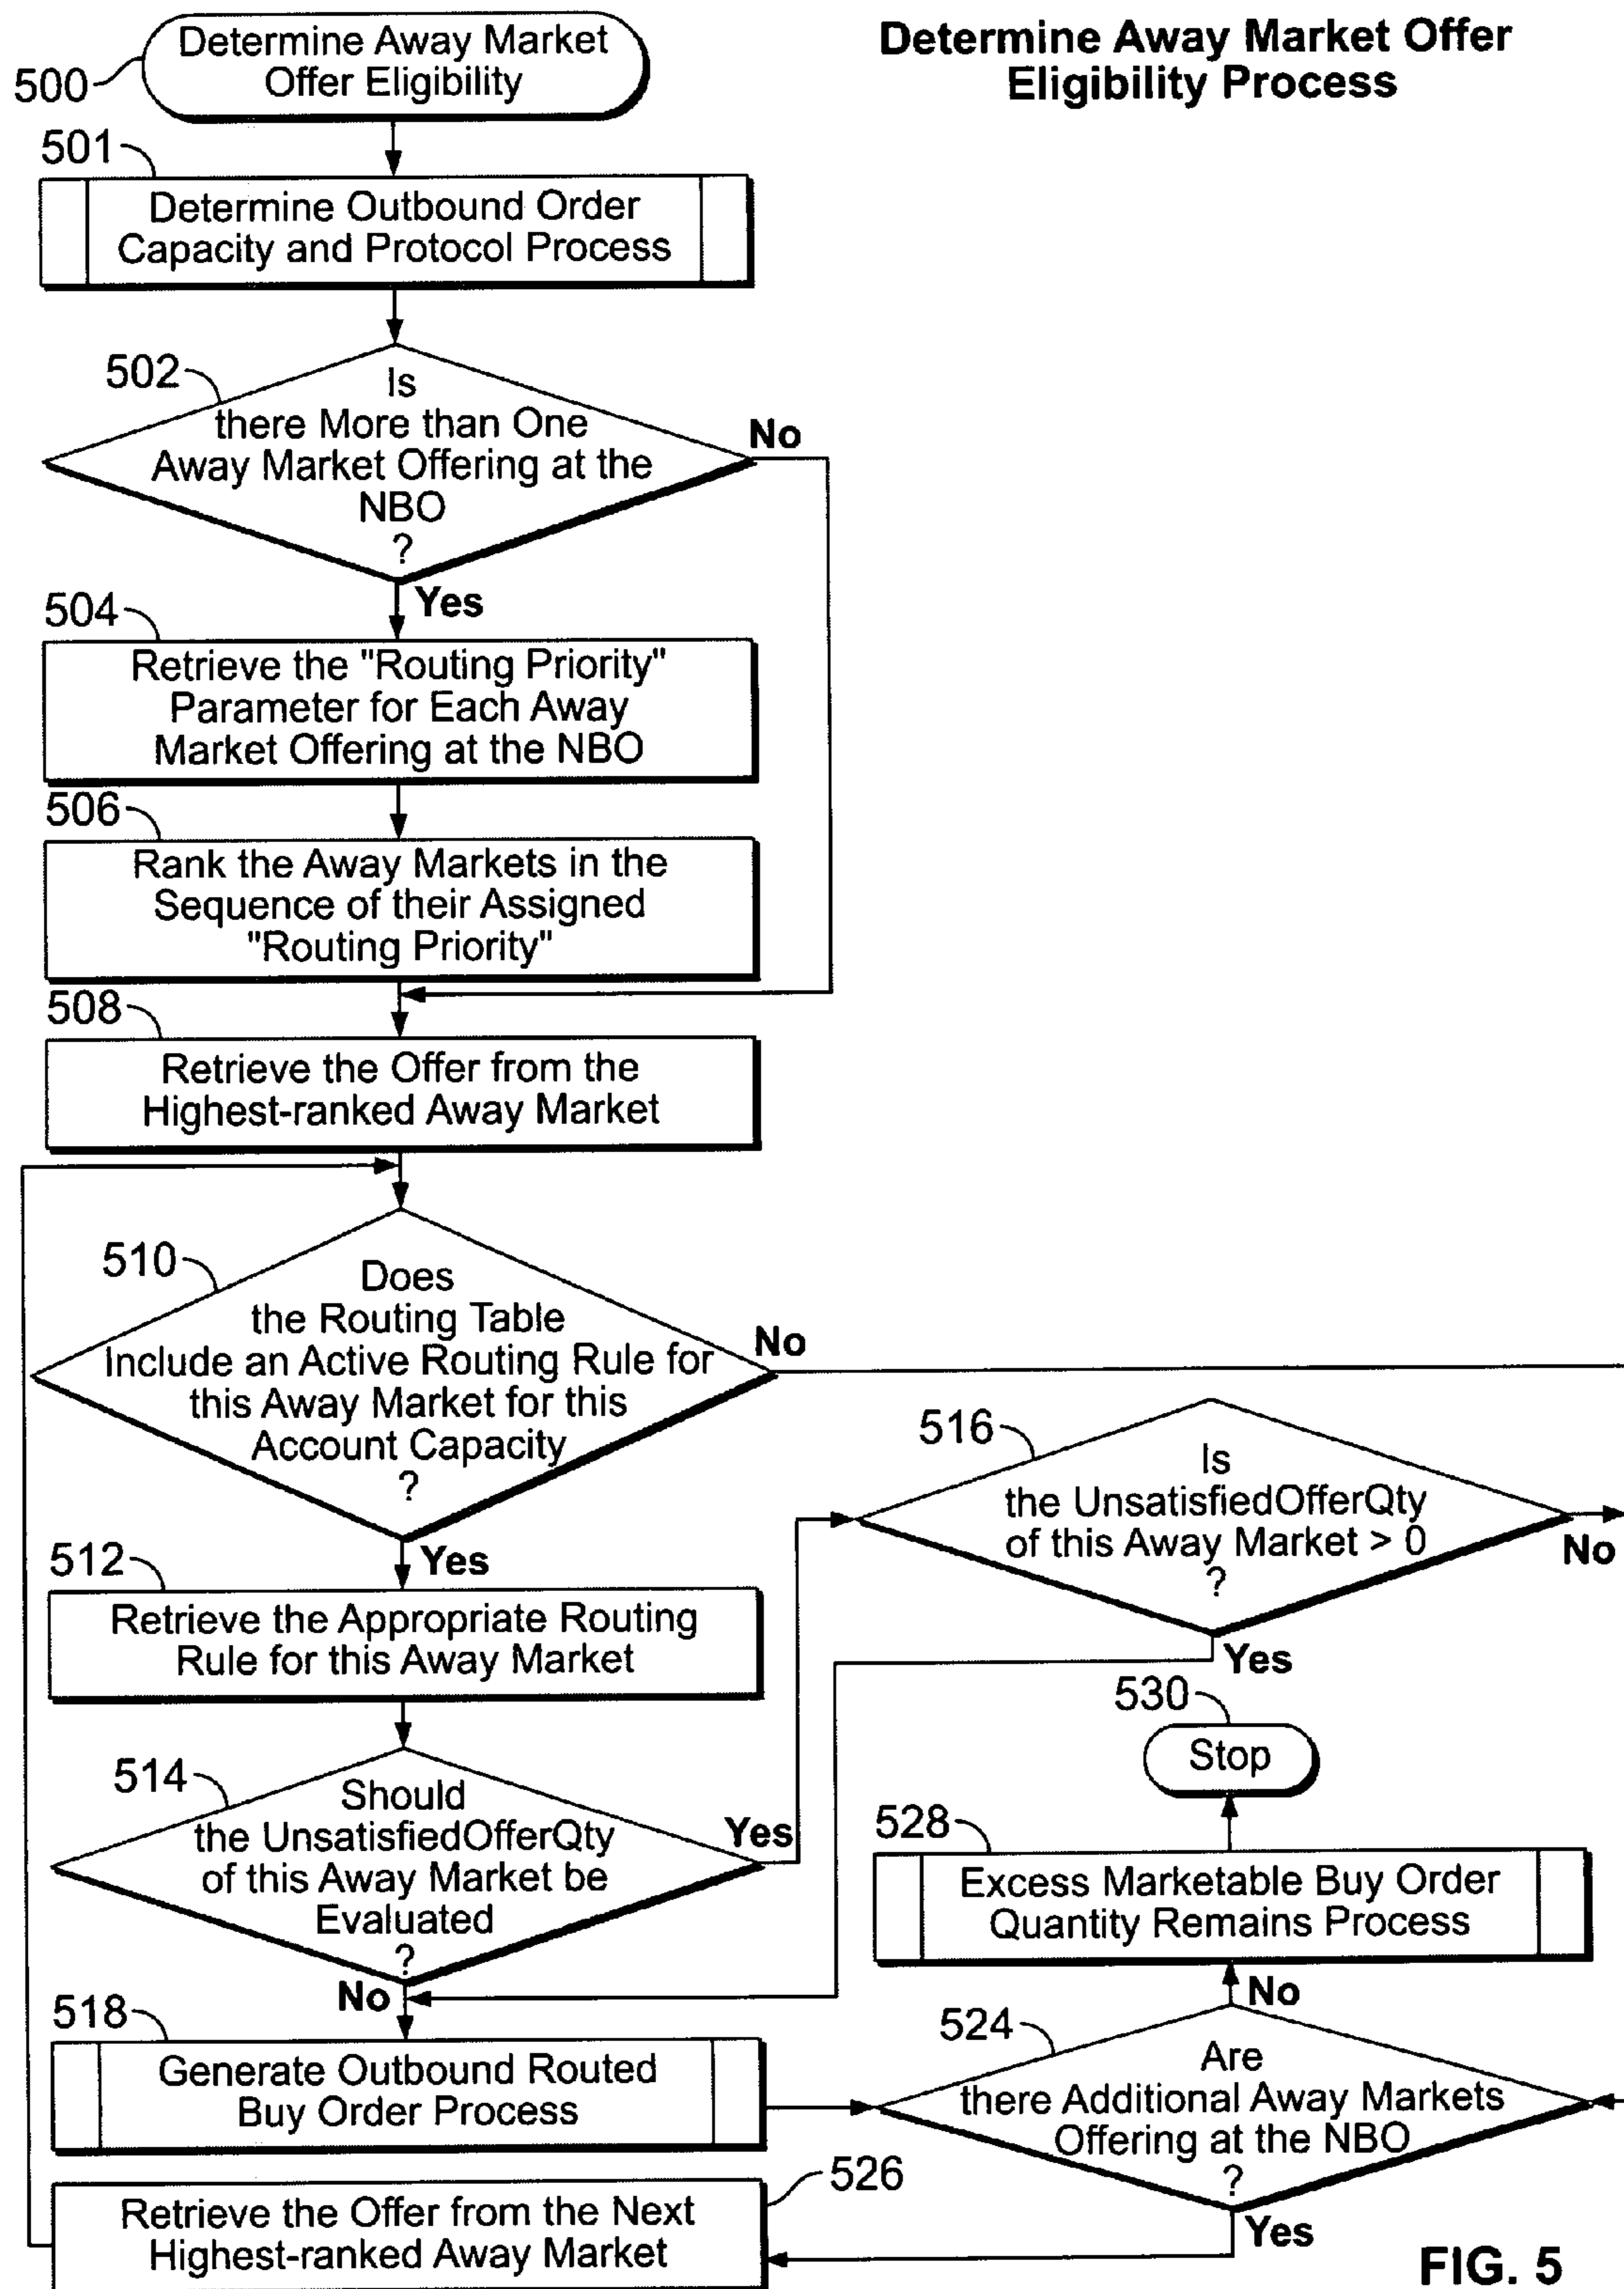 Determine Away Market Offer
Eligibility Process
500
Determine Away Market
Offer Eligibility
501
Determine Outbound Order
Capacity and Protocol Process
502
Is
there More than One
Away Market Offering at the
NBO
?
No
Yes
504
Retrieve the "Routing Priority"
Parameter for Each Away
Market Offering at the NBO
506
Rank the Away Markets in the
Sequence of their Assigned
"Routing Priority"
508
Retrieve the Offer from the
Highest-ranked Away Market
510
Does
the Routing Table
Include an Active Routing Rule for
this Away Market for this
Account Capacity
?
No
Yes
512
Retrieve the Appropriate Routing
Rule for this Away Market
514
Should
the UnsatisfiedOfferQty
of this Away Market be
Evaluated
?
Yes
No
516
Is
the UnsatisfiedOfferQty
of this Away Market > 0
?
No
Yes
518
Generate Outbound Routed
Buy Order Process
524
Are
there Additional Away Markets
Offering at the NBO
?
No
Yes
526
Retrieve the Offer from the Next
Highest-ranked Away Market
528
Excess Marketable Buy Order
Quantity Remains Process
530
Stop
FIG. 5